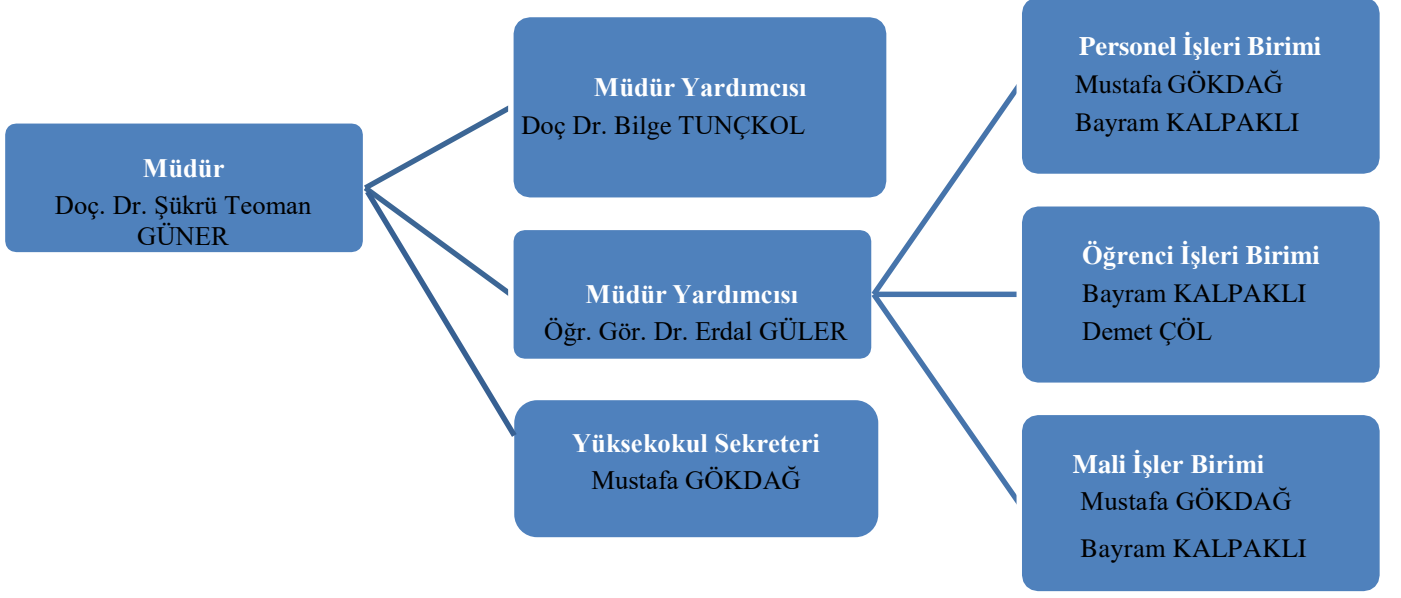 Müdür
Doç. Dr. Şükrü Teoman
GÜNER
Müdür Yardımcısı
Doç Dr. Bilge TUNÇKOL
Müdür Yardımcısı
Öğr. Gör. Dr. Erdal GÜLER
Yüksekokul Sekreteri
Mustafa GÖKDAĞ
Personel İşleri Birimi
Mustafa GÖKDAĞ
Bayram KALPAKLI
Öğrenci İşleri Birimi
Bayram KALPAKLI
Demet ÇÖL
Mali İşler Birimi
Mustafa GÖKDAĞ
Bayram KALPAKLI